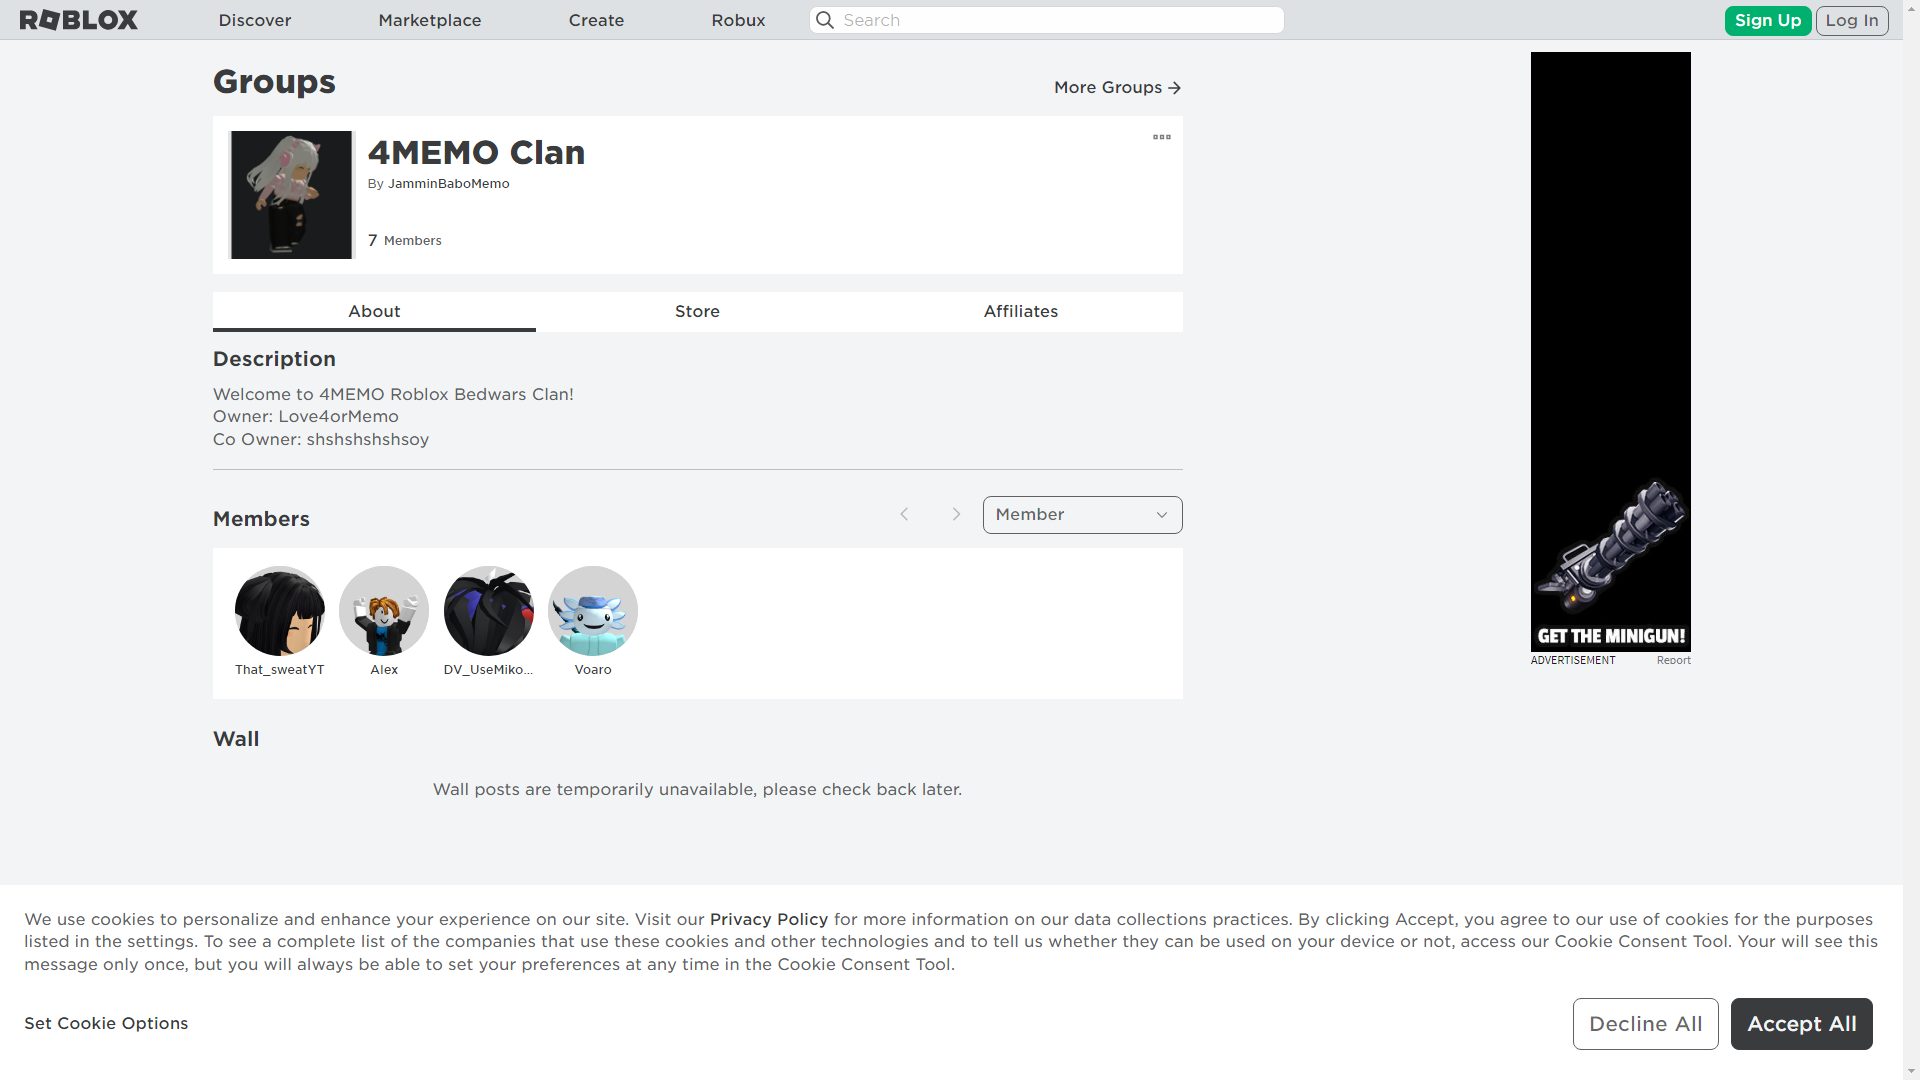 ROBLOX
Discover
Marketplace
Create
Robux
Search
Sign Up
Log In
Groups
More Groups
4MEMO Clan
By JamminBaboMemo
7 Members
About
Store
Affiliates
Description
Welcome to 4MEMO Roblox Bedwars Clan!
Owner: Love4orMemo
Co Owner: shshshshshsoy
Members
Member
That_sweatYT
Alex
DV_UseMiko...
Voaro
Wall
Wall posts are temporarily unavailable, please check back later.
GET THE MINIGUN!
ADVERTISEMENT
Report
We use cookies to personalize and enhance your experience on our site. Visit our Privacy Policy for more information on our data collections practices. By clicking Accept, you agree to our use of cookies for the purposes
listed in the settings. To see a complete list of the companies that use these cookies and other technologies and to tell us whether they can be used on your device or not, access our Cookie Consent Tool. Your will see this
message only once, but you will always be able to set your preferences at any time in the Cookie Consent Tool.
Set Cookie Options
Decline All
Accept All